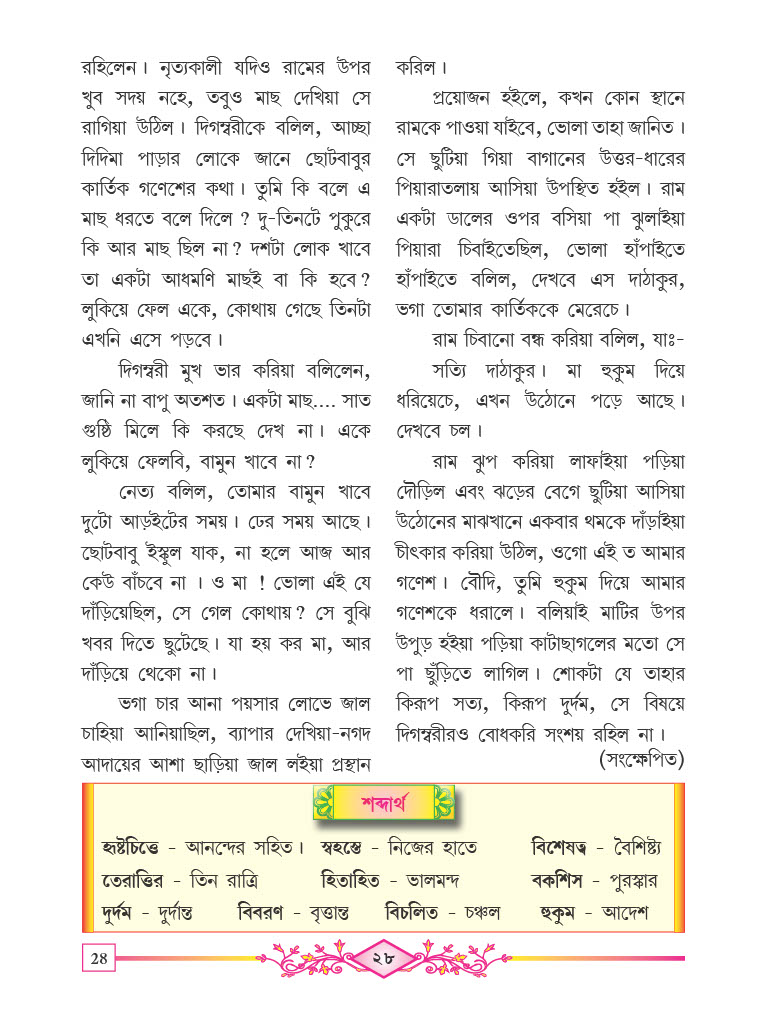 রহিলেন। নৃত্যকালী যদিও রামের উপর
খুব সদয় নহে, তবুও মাছ দেখিয়া সে
রাগিয়া উঠিল। দিগম্বরীকে বলিল, আচ্ছা
দিদিমা পাড়ার লোকে জানে ছোটবাবুর
কার্তিক গণেশের কথা। তুমি কি বলে এ
মাছ ধরতে বলে দিলে ? দু-তিনটে পুকুরে
কি আর মাছ ছিল না ? দশটা লোক খাবে
তা একটা আধমণি মাছই বা কি হবে ?
লুকিয়ে ফেল একে, কোথায় গেছে তিনটা
এখনি এসে পড়বে।
দিগম্বরী মুখ ভার করিয়া বলিলেন,
জানি না বাপু অতশত। একটা মাছ.... সাত
গুষ্ঠি মিলে কি করছে দেখ না। একে
লুকিয়ে ফেলবি, বামুন খাবে না ?
নেত্য বলিল, তোমার বামুন খাবে
দুটো আড়ইটের সময়। ঢের সময় আছে।
ছোটবাবু ইস্কুল যাক, না হলে আজ আর
কেউ বাঁচবে না । ও মা ! ভোলা এই যে
দাঁড়িয়েছিল, সে গেল কোথায় ? সে বুঝি
খবর দিতে ছুটেছে। যা হয় কর মা, আর
দাঁড়িয়ে থেকো না।
ভগা চার আনা পয়সার লোভে জাল
চাহিয়া আনিয়াছিল, ব্যাপার দেখিয়া-নগদ
আদায়ের আশা ছাড়িয়া জাল লইয়া প্রস্থান
করিল।
প্রয়োজন হইলে, কখন কোন স্থানে
রামকে পাওয়া যাইবে, ভোলা তাহা জানিত।
সে ছুটিয়া গিয়া বাগানের উত্তর-ধারের
পিয়ারাতলায় আসিয়া উপস্থিত হইল। রাম
একটা ডালের ওপর বসিয়া পা ঝুলাইয়া
পিয়ারা চিবাইতেছিল, ভোলা হাঁপাইতে
হাঁপাইতে বলিল, দেখবে এস দাঠাকুর,
ভগা তোমার কার্তিককে মেরেচে।
রাম চিবানো বন্ধ করিয়া বলিল, যাঃ-
সত্যি দাঠাকুর। মা হুকুম দিয়ে
ধরিয়েচে, এখন উঠোনে পড়ে আছে।
দেখবে চল।
রাম ঝুপ করিয়া লাফাইয়া পড়িয়া
দৌড়িল এবং ঝড়ের বেগে ছুটিয়া আসিয়া
উঠোনের মাঝখানে একবার থমকে দাঁড়াইয়া
চীৎকার করিয়া উঠিল, ওগো এই ত আমার
গণেশ। বৌদি, তুমি হুকুম দিয়ে আমার
গণেশকে ধরালে। বলিয়াই মাটির উপর
উপুড় হইয়া পড়িয়া কাটাছাগলের মতো সে
পা ছুঁড়িতে লাগিল। শোকটা যে তাহার
কিরূপ সত্য, কিরূপ দুর্দম, সে বিষয়ে
দিগম্বরীরও বোধকরি সংশয় রহিল না।
(সংক্ষেপিত)
শব্দার্থ
হৃষ্টচিত্তে - আনন্দের সহিত। স্বহস্তে - নিজের হাতে বিশেষত্ব - বৈশিষ্ট্য
তেরাত্তির - তিন রাত্রি হিতাহিত - ভালমন্দ বকশিস - পুরস্কার
দুর্দম - দুর্দান্ত বিবরণ - বৃত্তান্ত বিচলিত - চঞ্চল হুকুম - আদেশ
28 ২৮